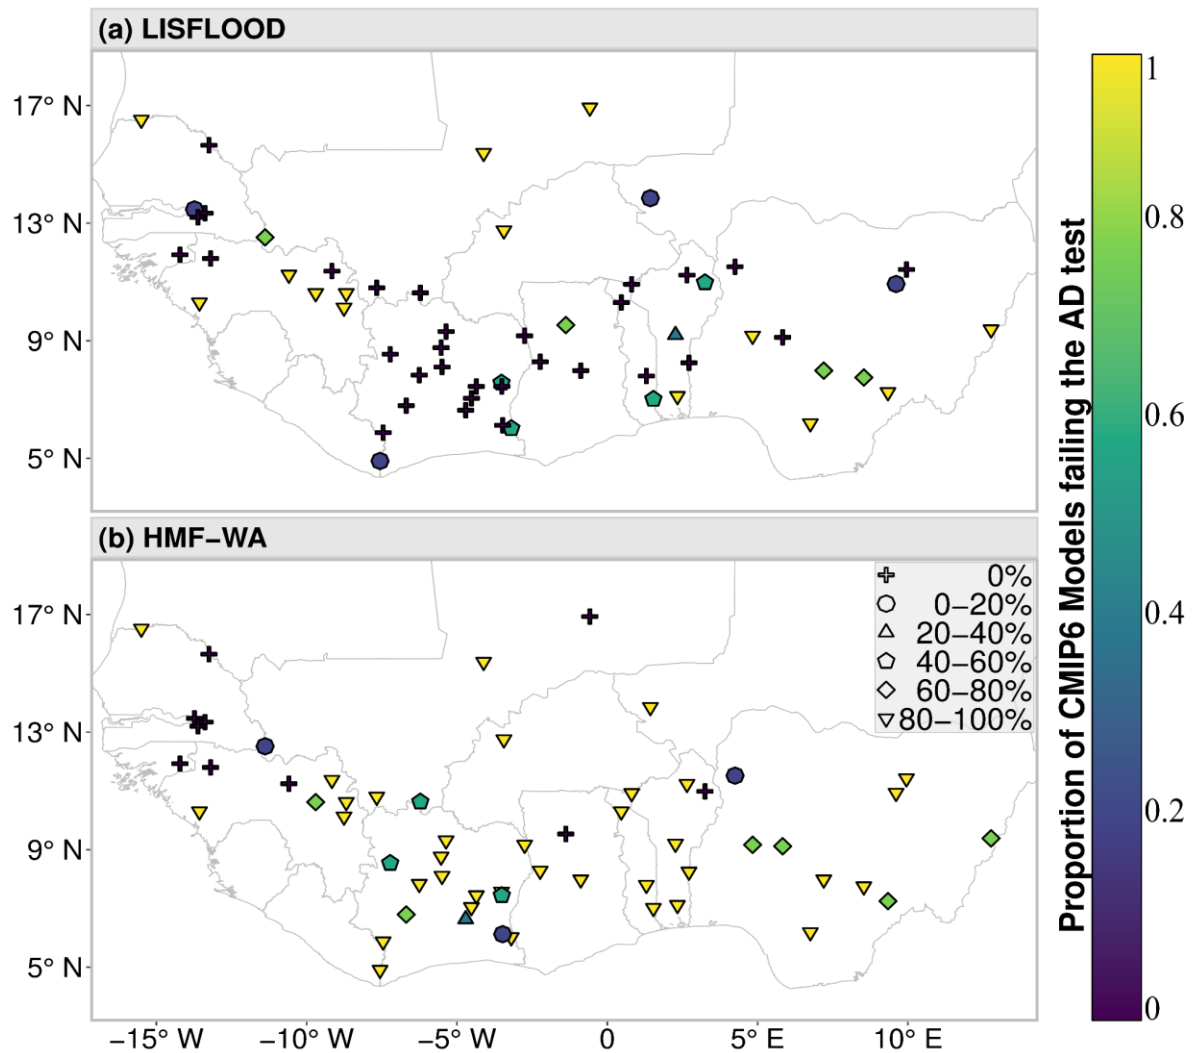 (a) LISFLOOD
17° N
13° N
9° N
5° N
(b) HMF−WA
0%
0−20%
20−40%
40−60%
60−80%
80−100%
17° N
13° N
9° N
5° N
−15° W
−10° W
−5° W
0
5° E
10° E
Proportion of CMIP6 Models failing the AD test
1
0.8
0.6
0.4
0.2
0